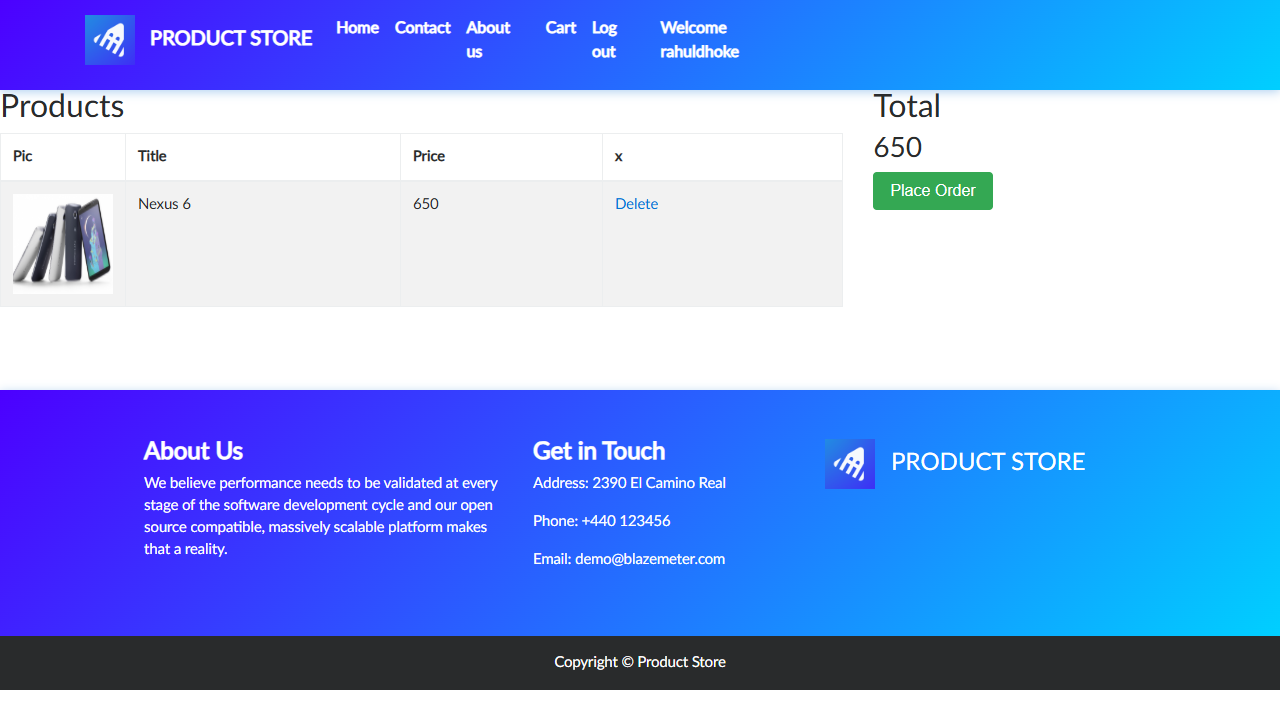 PRODUCT STORE
Home
Contact
About
us
Cart
Log
out
Welcome
rahuldhoke
Products
Pic
Title
Price
x
Nexus 6
650
Delete
Total
650
Place Order
About Us
We believe performance needs to be validated at every
stage of the software development cycle and our open
source compatible, massively scalable platform makes
that a reality.
Get in Touch
Address: 2390 El Camino Real
Phone: +440 123456
Email: demo@blazemeter.com
PRODUCT STORE
Copyright © Product Store